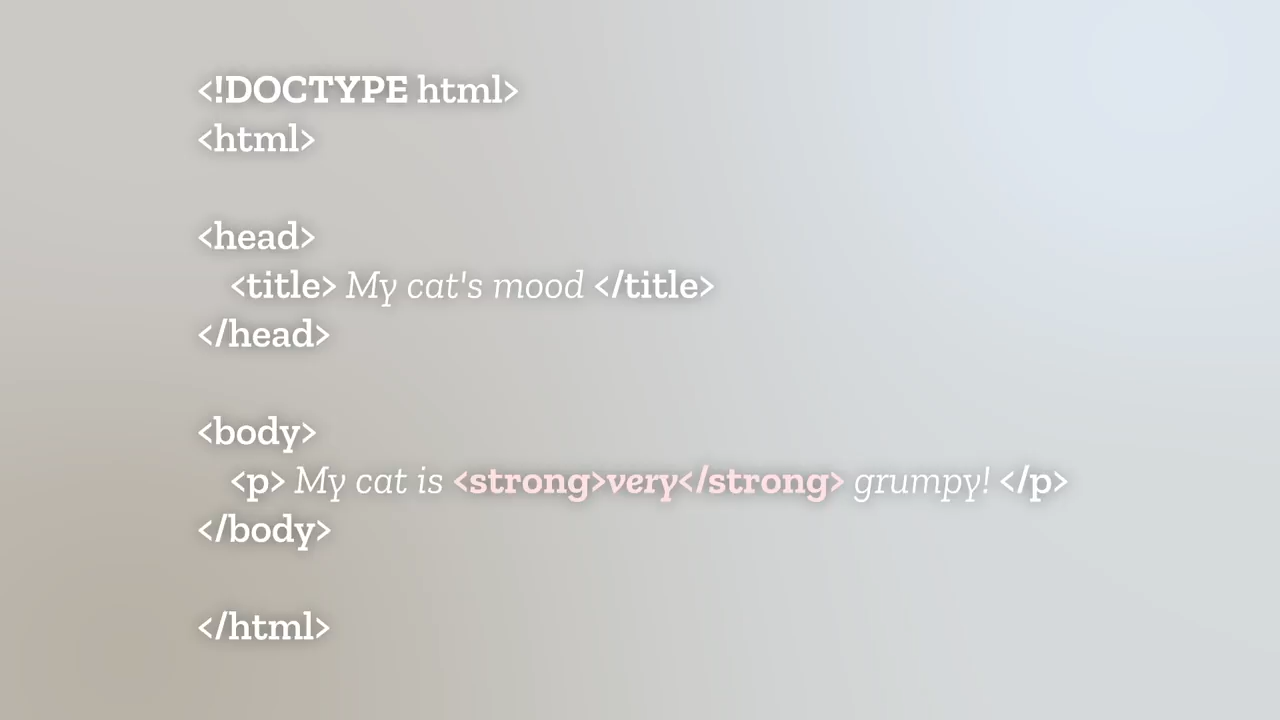 <!DOCTYPE html>
<html>
<head>
<title> My cat's mood </title>
</head>
<body>
<p> My cat is <strong>very</strong> grumpy! </p>
</body>
</html>